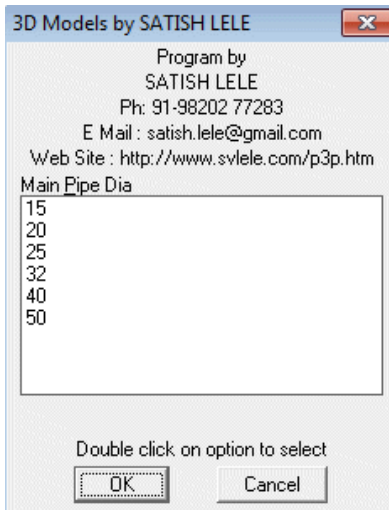 3D Models by SATISH LELE
Program by
SATISH LELE
Ph: 91-98202 77283
E Mail : satish.lele@gmail.com
Web Site : http://www.svlele.com/p3p.htm
Main Pipe Dia
15
20
25
32
40
50
Double click on option to select
OK
Cancel